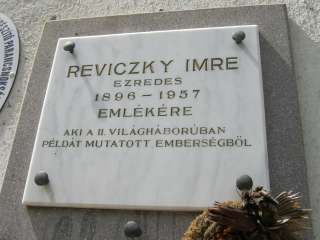 REVICZKY IMRE
EZREDES
1896 – 1957
EMLÉKÉRE
AKI A II. VILÁGHÁBORÚBAN
PÉLDÁT MUTATOTT EMBERSÉGBŐL